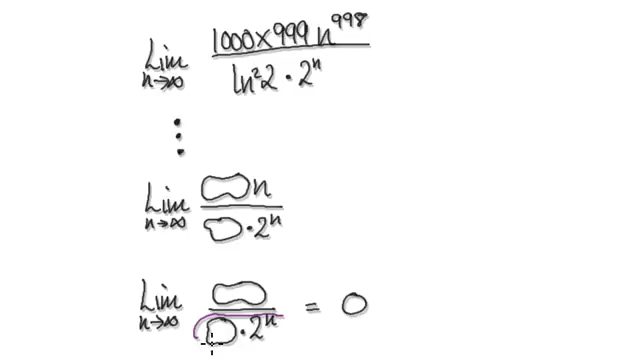 Lim n→∞ 1000×999 n^998 / ln²2 · 2^n
⋮
Lim n→∞ n / · 2^n
Lim n→∞ / · 2^n = 0